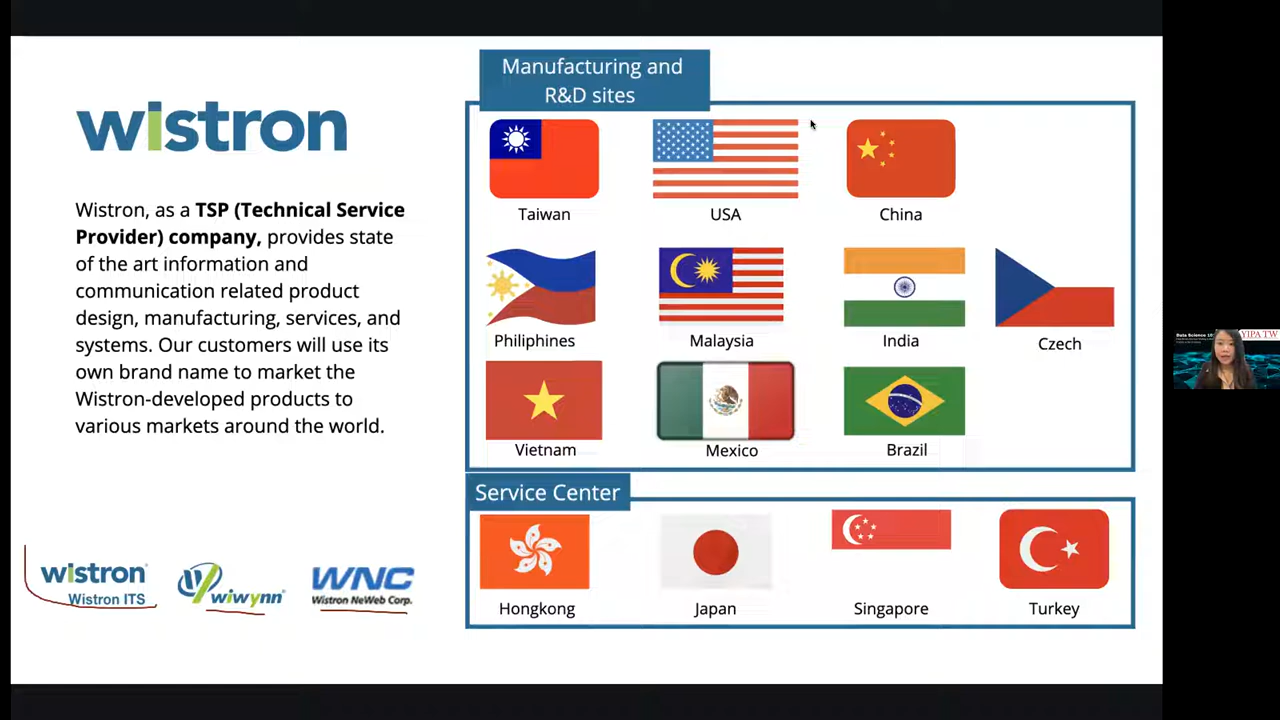 wistron
Wistron, as a TSP (Technical Service
Provider) company, provides state
of the art information and
communication related product
design, manufacturing, services, and
systems. Our customers will use its
own brand name to market the
Wistron-developed products to
various markets around the world.
wistron
Wistron ITS
wiwynn
WNC
Wistron NeWeb Corp.
Manufacturing and
R&D sites
Taiwan
USA
China
Philiphines
Malaysia
India
Czech
Vietnam
Mexico
Brazil
Service Center
Hongkong
Japan
Singapore
Turkey
YIPA TW